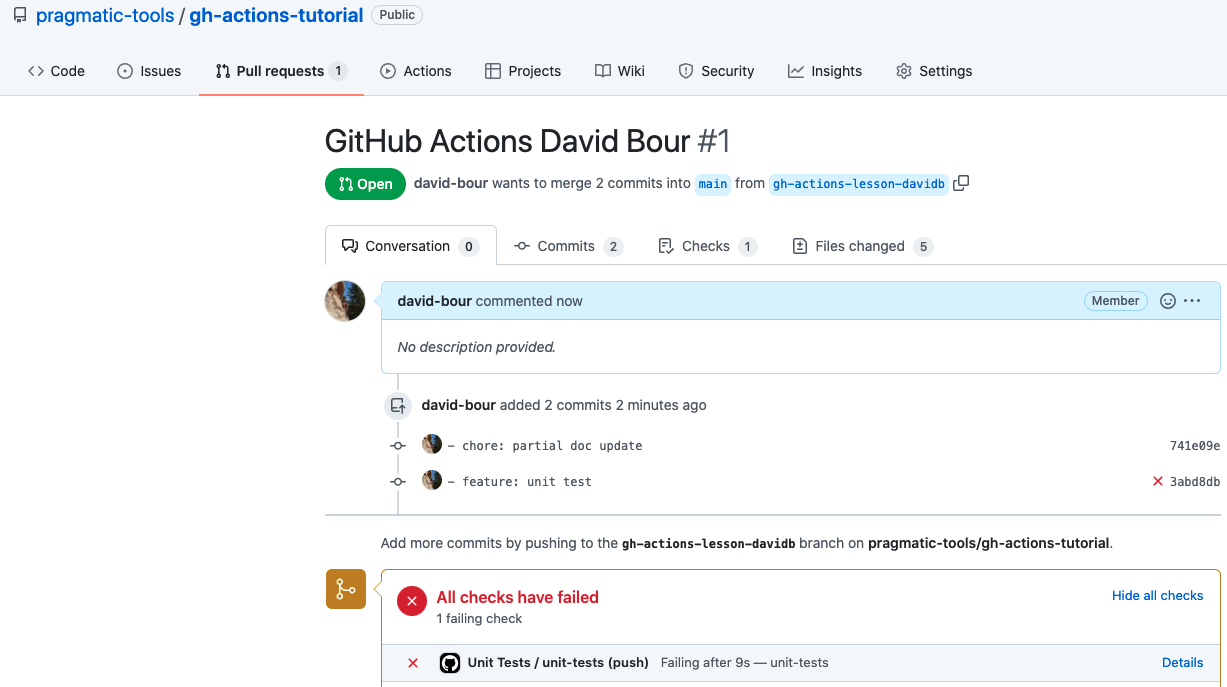 pragmatic-tools / gh-actions-tutorial Public
Code Issues Pull requests 1 Actions Projects Wiki Security Insights Settings
GitHub Actions David Bour #1
Open david-bour wants to merge 2 commits into main from gh-actions-lesson-davidb
Conversation 0 Commits 2 Checks 1 Files changed 5
david-bour commented now Member ...
No description provided.
david-bour added 2 commits 2 minutes ago
– chore: partial doc update 741e09e
– feature: unit test 3abd8db
Add more commits by pushing to the gh-actions-lesson-davidb branch on pragmatic-tools/gh-actions-tutorial.
All checks have failed Hide all checks
1 failing check
Unit Tests / unit-tests (push) Failing after 9s — unit-tests Details